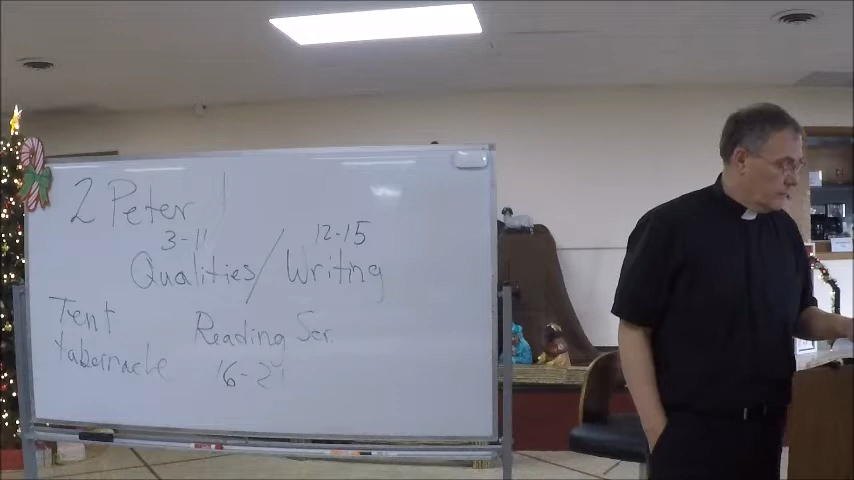 2 Peter 1
3-11 12-15
Qualities/Writing
Tent Reading Scr.
tabernacle 16-21